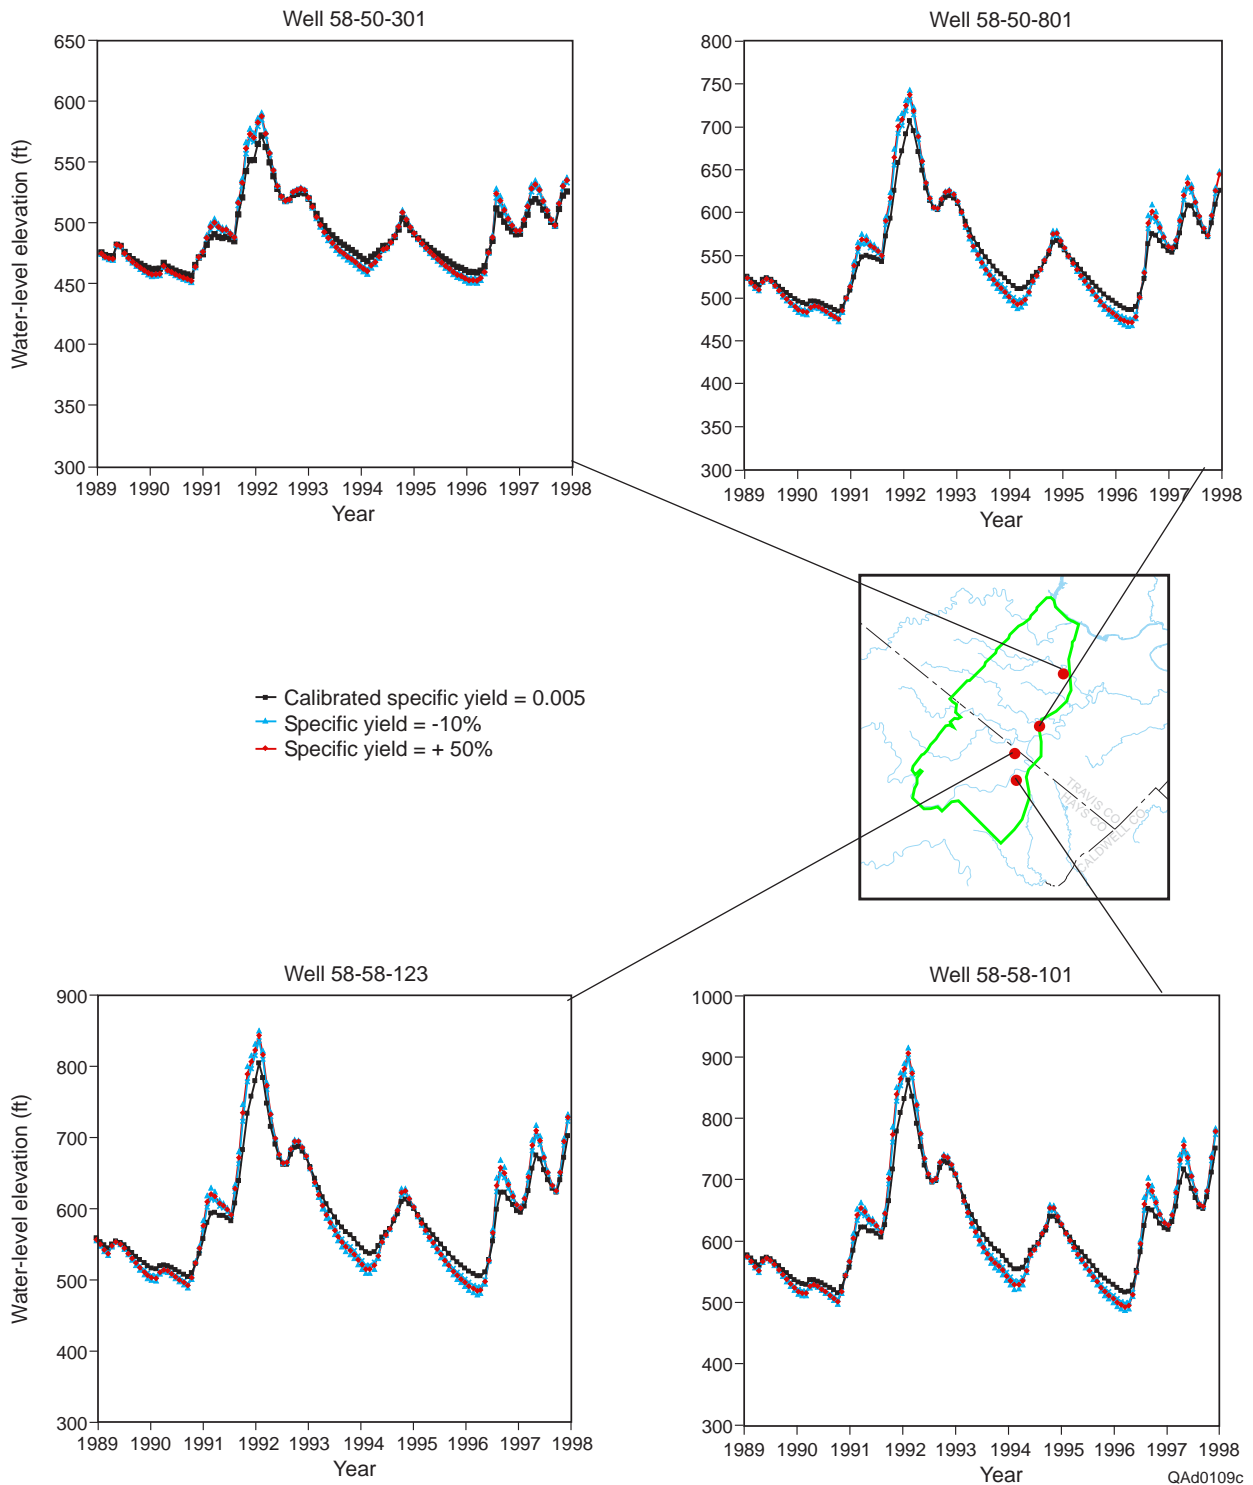 Well 58-50-301
Well 58-50-801
650
600
550
500
450
400
350
300
Water-level elevation (ft)
1989 1990 1991 1992 1993 1994 1995 1996 1997 1998
Year
800
750
700
650
600
550
500
450
400
350
300
1989 1990 1991 1992 1993 1994 1995 1996 1997 1998
Year
Calibrated specific yield = 0.005
Specific yield = -10%
Specific yield = + 50%
TRAVIS CO
HAYS CO
CALDWELL CO
Well 58-58-123
Well 58-58-101
900
800
700
600
500
400
300
Water-level elevation (ft)
1989 1990 1991 1992 1993 1994 1995 1996 1997 1998
Year
1000
900
800
700
600
500
400
300
1989 1990 1991 1992 1993 1994 1995 1996 1997 1998
Year
QAd0109c